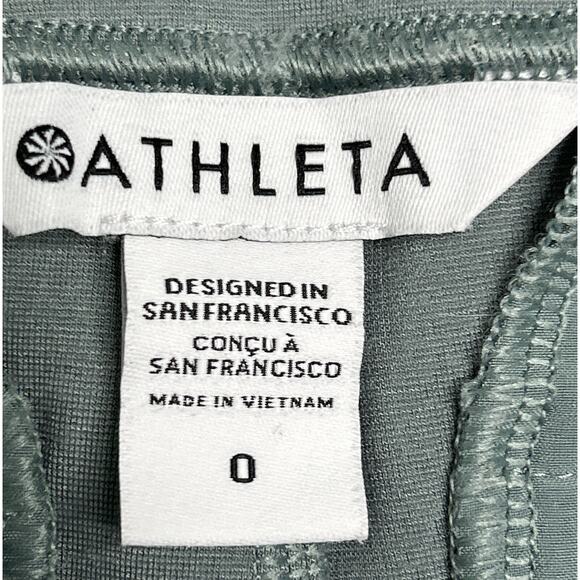 ATHLETA
DESIGNED IN
SAN FRANCISCO
CONÇU À
SAN FRANCISCO
MADE IN VIETNAM
0